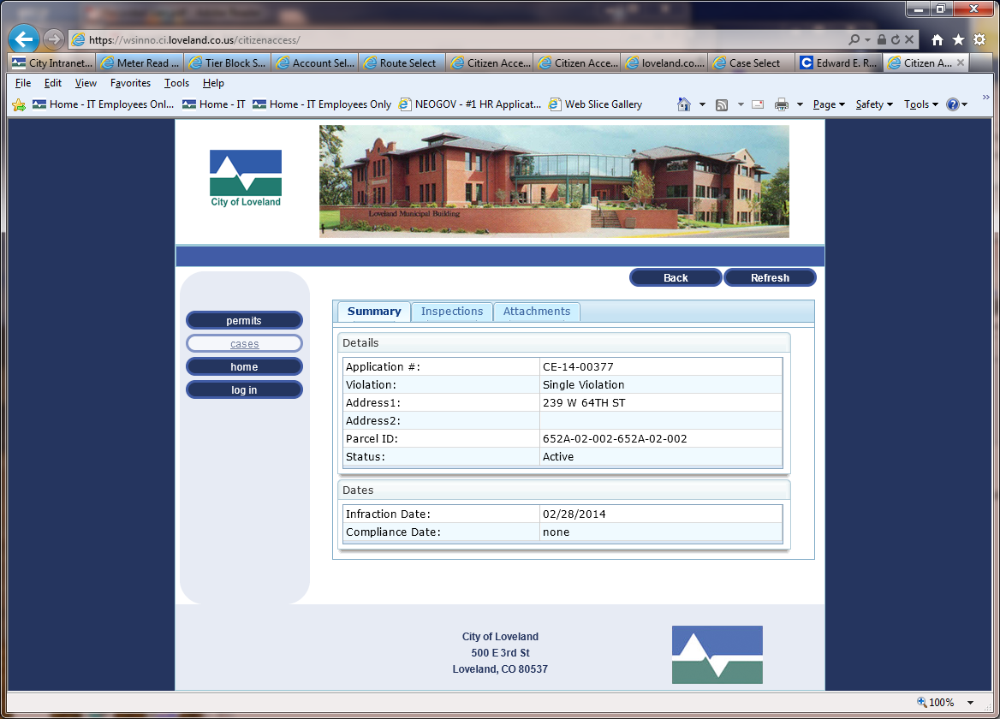 https://wsinno.ci.loveland.co.us/citizenaccess/
City Intranet...
Meter Read ...
Tier Block S...
Account Sel...
Route Select
Citizen Acce...
Citizen Acce...
loveland.co....
Case Select
Edward E. R...
Citizen A...
File Edit View Favorites Tools Help
Home - IT Employees Onl...
Home - IT
Home - IT Employees Only
NEOGOV - #1 HR Applicat...
Web Slice Gallery
Page
Safety
Tools
City of Loveland
Loveland Municipal Building
Back
Refresh
permits
cases
home
log in
Summary
Inspections
Attachments
Details
Application #: CE-14-00377
Violation: Single Violation
Address1: 239 W 64TH ST
Address2:
Parcel ID: 652A-02-002-652A-02-002
Status: Active
Dates
Infraction Date: 02/28/2014
Compliance Date: none
City of Loveland
500 E 3rd St
Loveland, CO 80537
100%